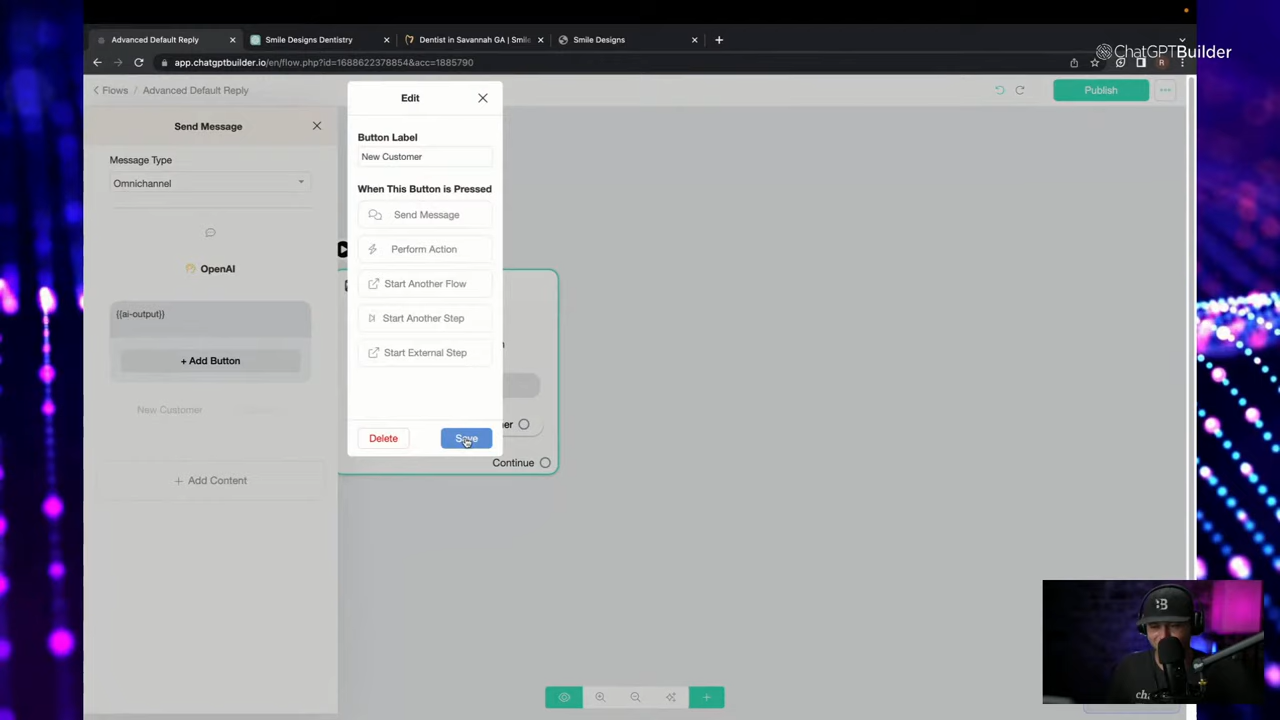 Advanced Default Reply
Smile Designs Dentistry
Dentist in Savannah GA | Smile
Smile Designs
ChatGPTBuilder
app.chatgptbuilder.io/en/flow.php?id=1688622378854&acc=1885790
Flows / Advanced Default Reply
Publish
Send Message
Message Type
Omnichannel
OpenAI
{{ai-output}}
+ Add Button
New Customer
+ Add Content
Edit
Button Label
New Customer
When This Button is Pressed
Send Message
Perform Action
Start Another Flow
Start Another Step
Start External Step
Delete
Save
er
Continue